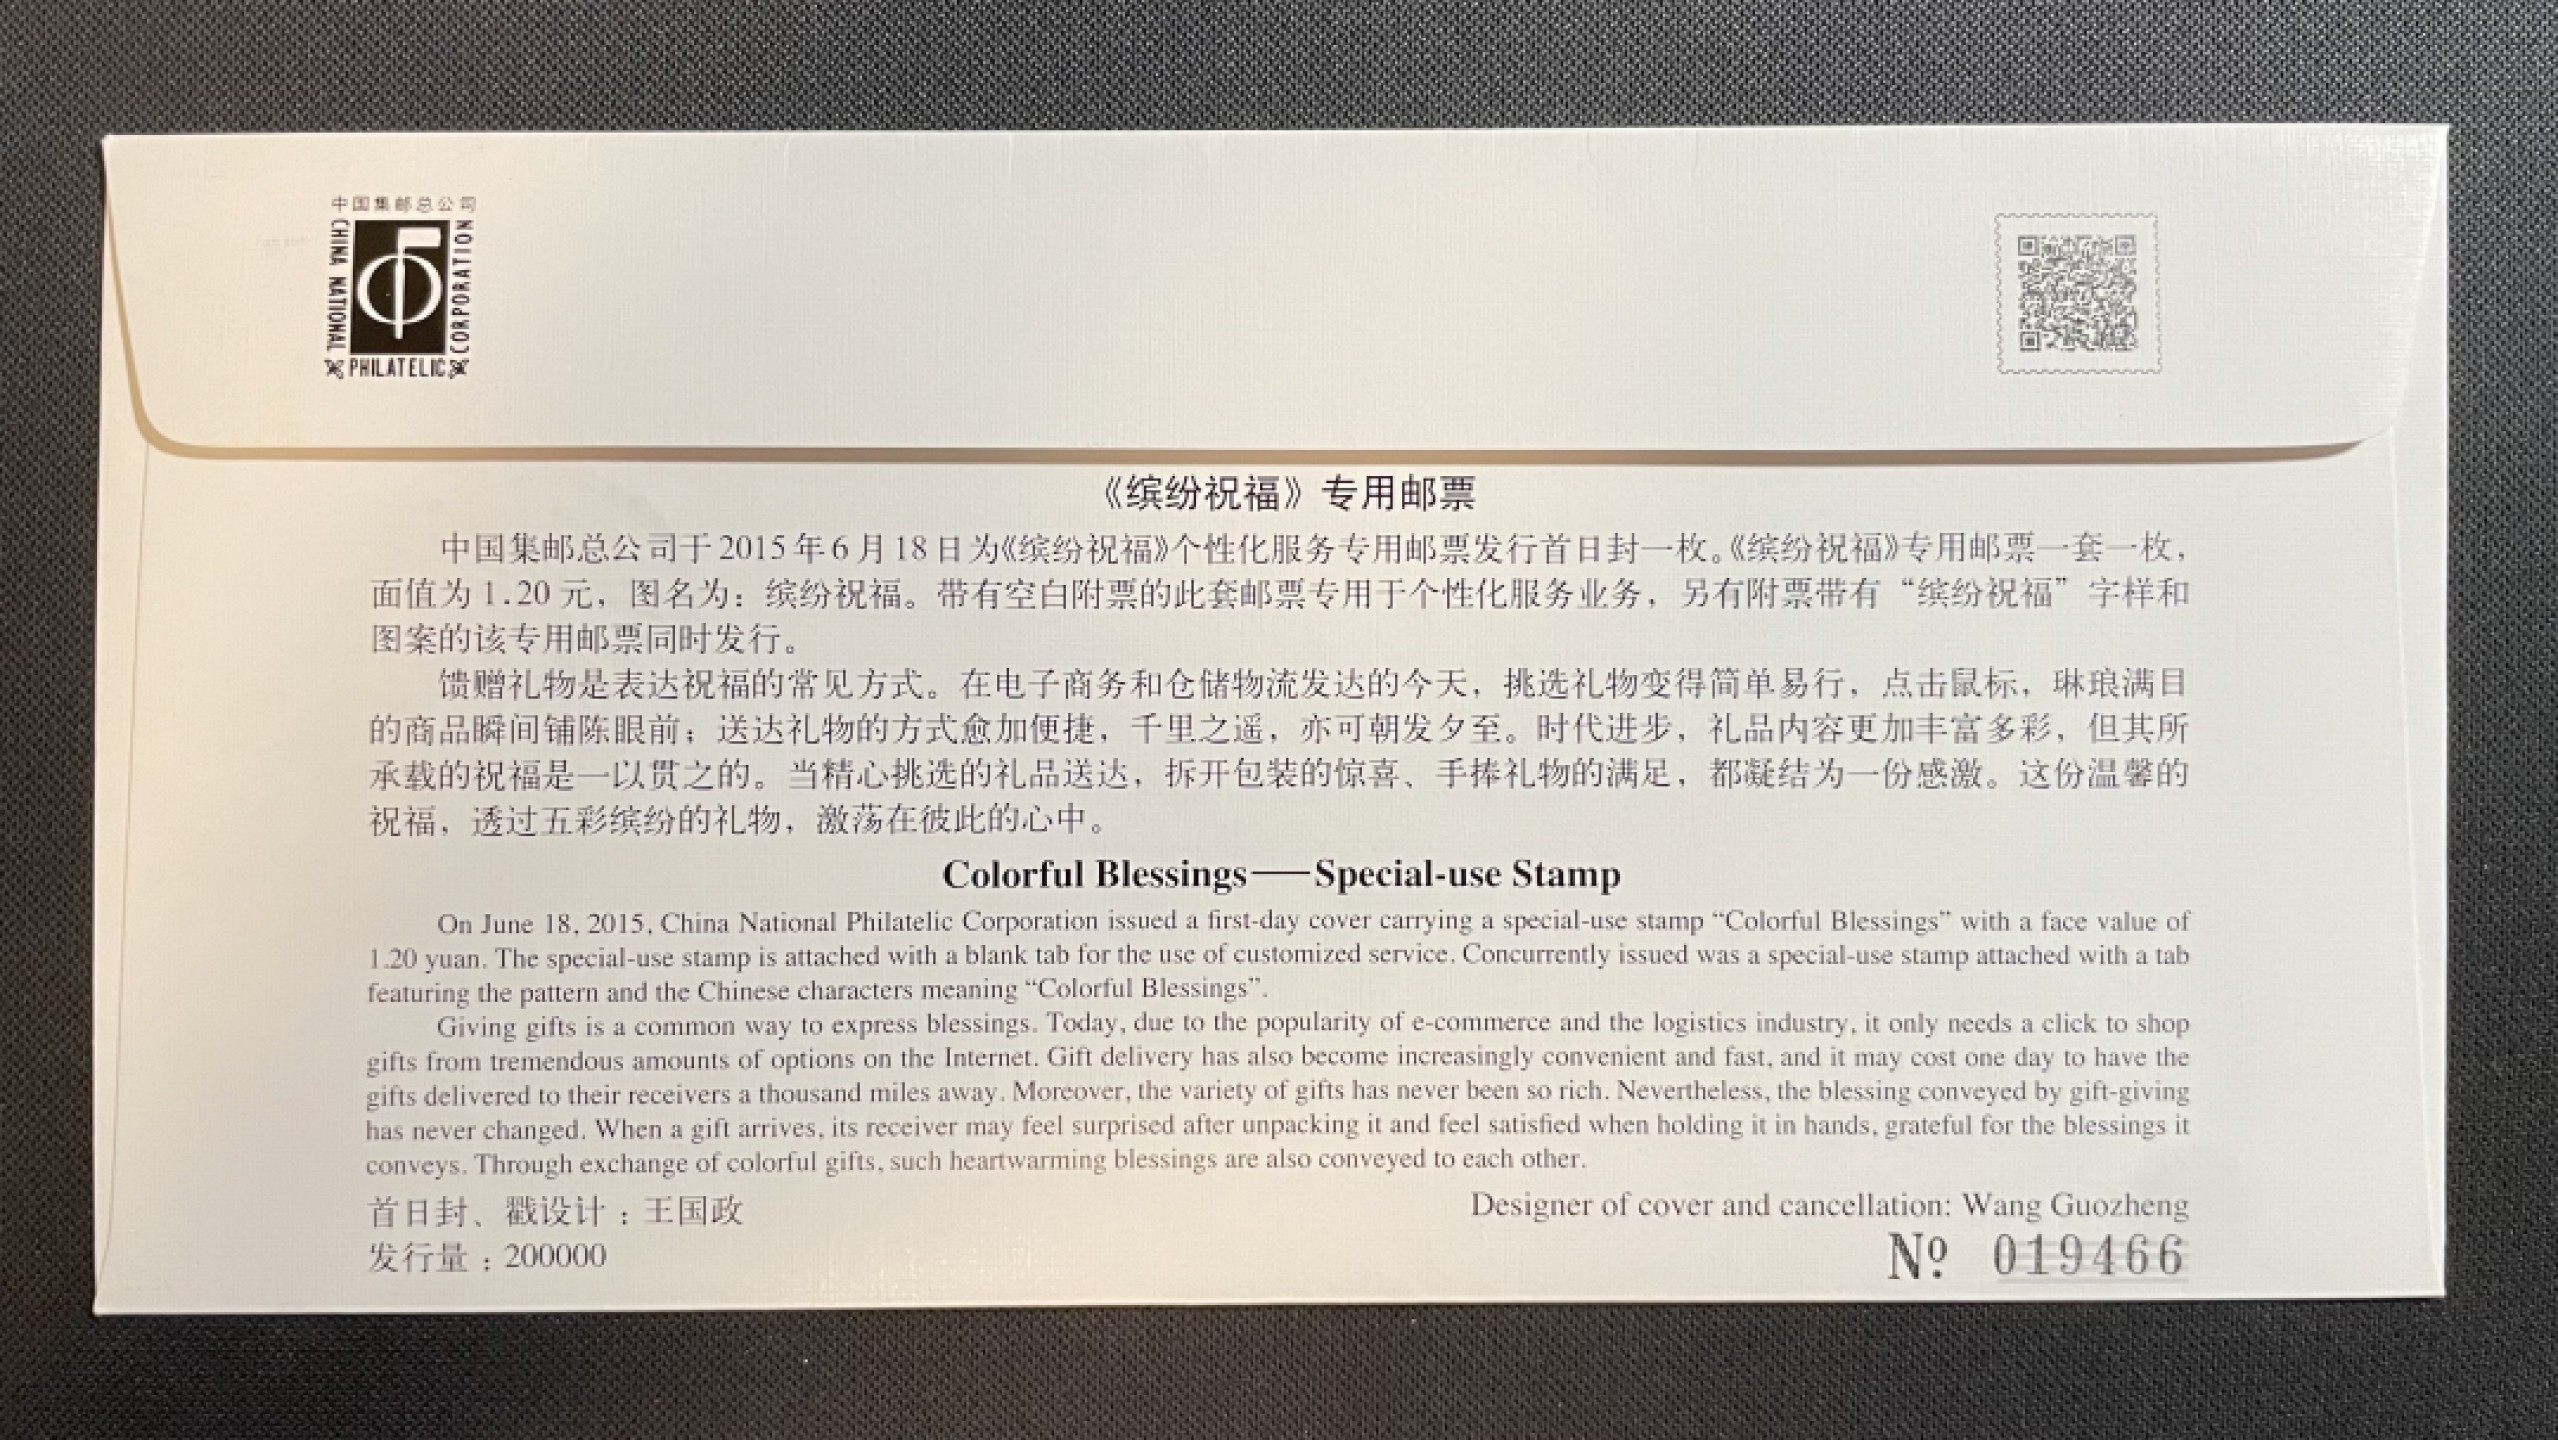 中国集邮总公司
CHINA NATIONAL
PHILATELIC
CORPORATION
《缤纷祝福》专用邮票
中国集邮总公司于2015年6月18日为《缤纷祝福》个性化服务专用邮票发行首日封一枚。《缤纷祝福》专用邮票一套一枚，
面值为1.20元，图名为：缤纷祝福。带有空白附票的此套邮票专用于个性化服务业务，另有附票带有“缤纷祝福”字样和
图案的该专用邮票同时发行。
馈赠礼物是表达祝福的常见方式。在电子商务和仓储物流发达的今天，挑选礼物变得简单易行，点击鼠标，琳琅满目
的商品瞬间铺陈眼前；送达礼物的方式愈加便捷，千里之遥，亦可朝发夕至。时代进步，礼品内容更加丰富多彩，但其所
承载的祝福是一以贯之的。当精心挑选的礼品送达，拆开包装的惊喜、手捧礼物的满足，都凝结为一份感激。这份温馨的
祝福，透过五彩缤纷的礼物，激荡在彼此的心中。
Colorful Blessings——Special-use Stamp
On June 18, 2015, China National Philatelic Corporation issued a first-day cover carrying a special-use stamp “Colorful Blessings” with a face value of
1.20 yuan. The special-use stamp is attached with a blank tab for the use of customized service. Concurrently issued was a special-use stamp attached with a tab
featuring the pattern and the Chinese characters meaning “Colorful Blessings”.
Giving gifts is a common way to express blessings. Today, due to the popularity of e-commerce and the logistics industry, it only needs a click to shop
gifts from tremendous amounts of options on the Internet. Gift delivery has also become increasingly convenient and fast, and it may cost one day to have the
gifts delivered to their receivers a thousand miles away. Moreover, the variety of gifts has never been so rich. Nevertheless, the blessing conveyed by gift-giving
has never changed. When a gift arrives, its receiver may feel surprised after unpacking it and feel satisfied when holding it in hands, grateful for the blessings it
conveys. Through exchange of colorful gifts, such heartwarming blessings are also conveyed to each other.
首日封、戳设计：王国政
Designer of cover and cancellation: Wang Guozheng
发行量：200000
Nº 019466